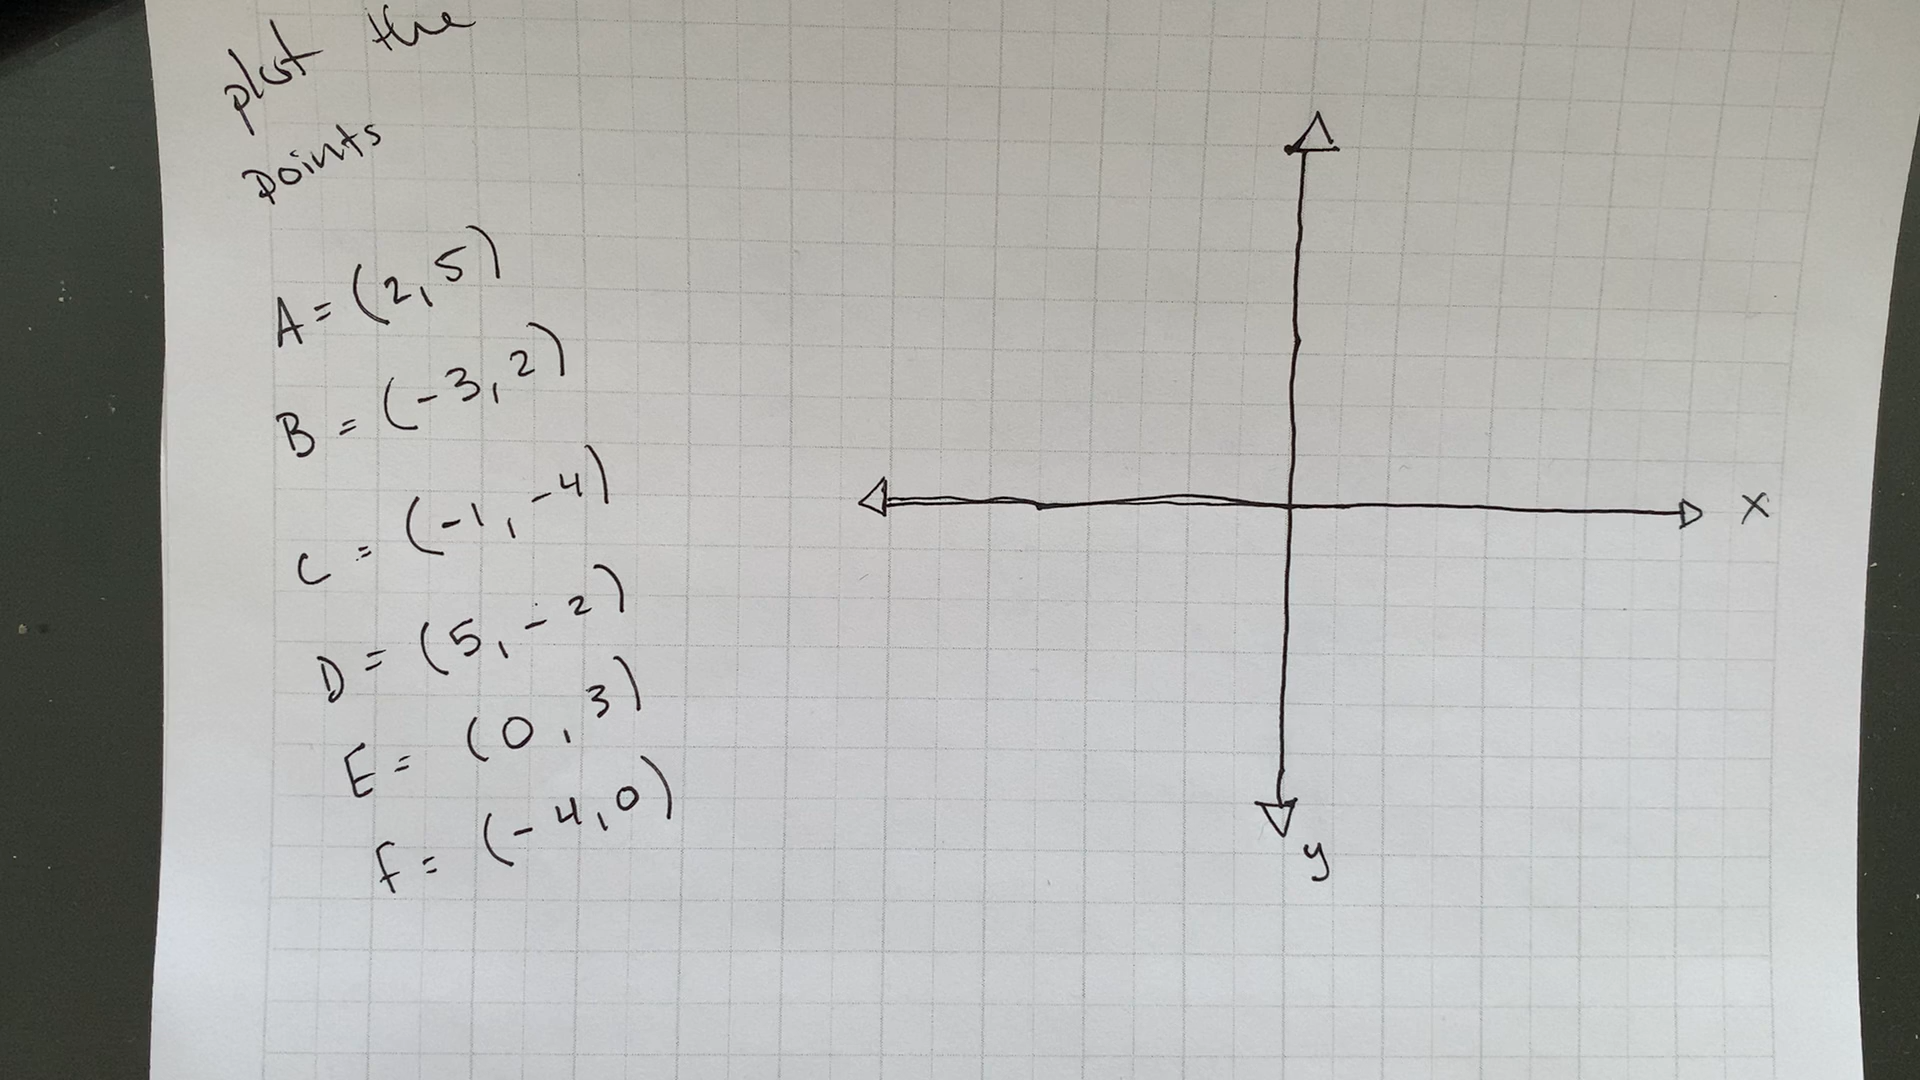 plot the
points
A = (2, 5)
B = (-3, 2)
C = (-1, -4)
D = (5, -2)
E = (0, 3)
F = (-4, 0)
x
y